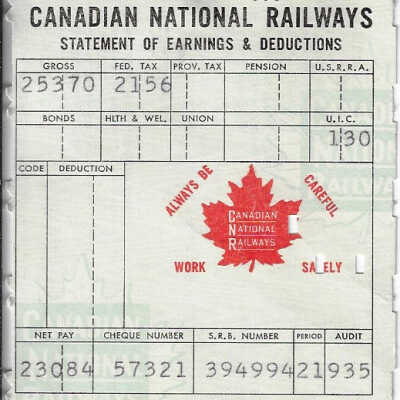 CANADIAN NATIONAL RAILWAYS
STATEMENT OF EARNINGS & DEDUCTIONS
GROSS FED. TAX PROV. TAX PENSION U.S.R.R.A.
25370 2156
BONDS HLTH & WEL. UNION U.I.C.
130
CODE DEDUCTION
ALWAYS BE CAREFUL
CANADIAN
NATIONAL
RAILWAYS
WORK SAFELY
NET PAY CHEQUE NUMBER S.R.B. NUMBER PERIOD AUDIT
23084 57321 394994 21 935